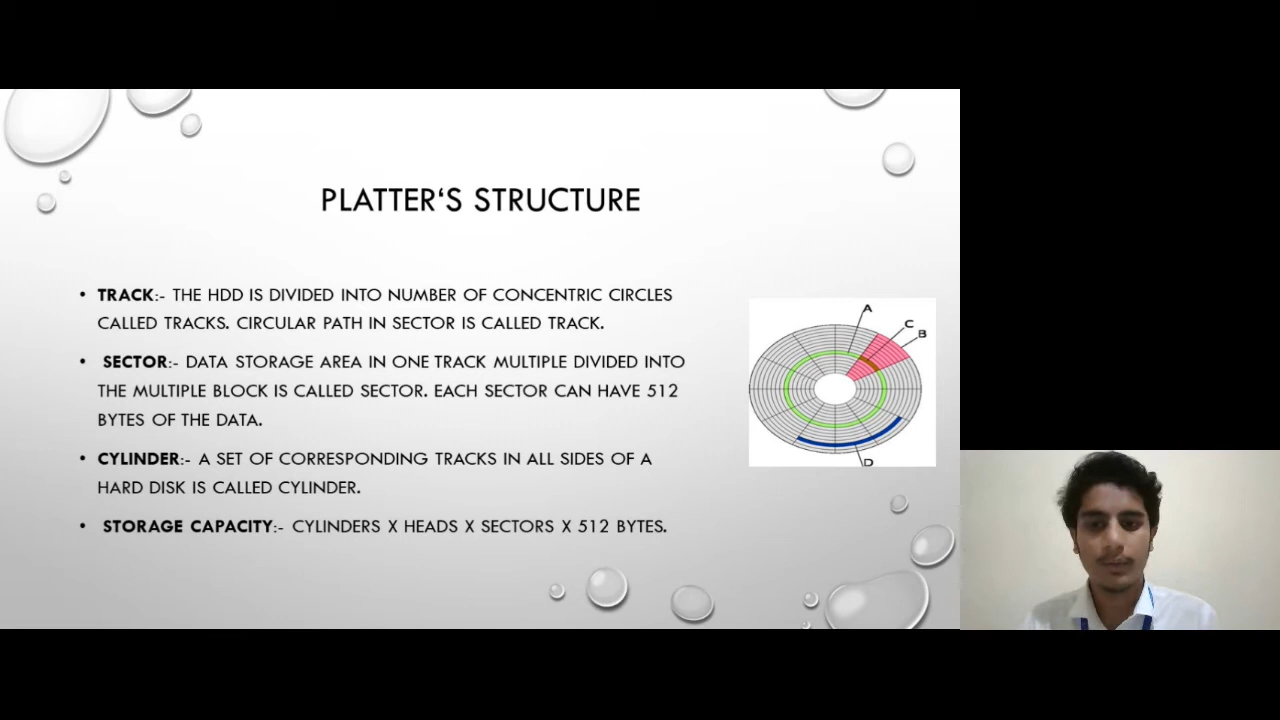 PLATTER‘S STRUCTURE
• TRACK:- THE HDD IS DIVIDED INTO NUMBER OF CONCENTRIC CIRCLES
CALLED TRACKS. CIRCULAR PATH IN SECTOR IS CALLED TRACK.
• SECTOR:- DATA STORAGE AREA IN ONE TRACK MULTIPLE DIVIDED INTO
THE MULTIPLE BLOCK IS CALLED SECTOR. EACH SECTOR CAN HAVE 512
BYTES OF THE DATA.
• CYLINDER:- A SET OF CORRESPONDING TRACKS IN ALL SIDES OF A
HARD DISK IS CALLED CYLINDER.
• STORAGE CAPACITY:- CYLINDERS X HEADS X SECTORS X 512 BYTES.
A
C
B
D